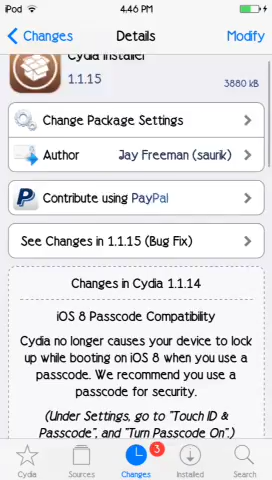 iPod 4:46 PM
Changes Details Modify
Cydia Installer
1.1.15 3880 kB
Change Package Settings
Author Jay Freeman (saurik)
Contribute using PayPal
See Changes in 1.1.15 (Bug Fix)
Changes in Cydia 1.1.14
iOS 8 Passcode Compatibility
Cydia no longer causes your device to lock
up while booting on iOS 8 when you use a
passcode. We recommend you use a
passcode for security.
(Under Settings, go to "Touch ID &
Passcode", and "Turn Passcode On".)
3
Cydia Sources Changes Installed Search